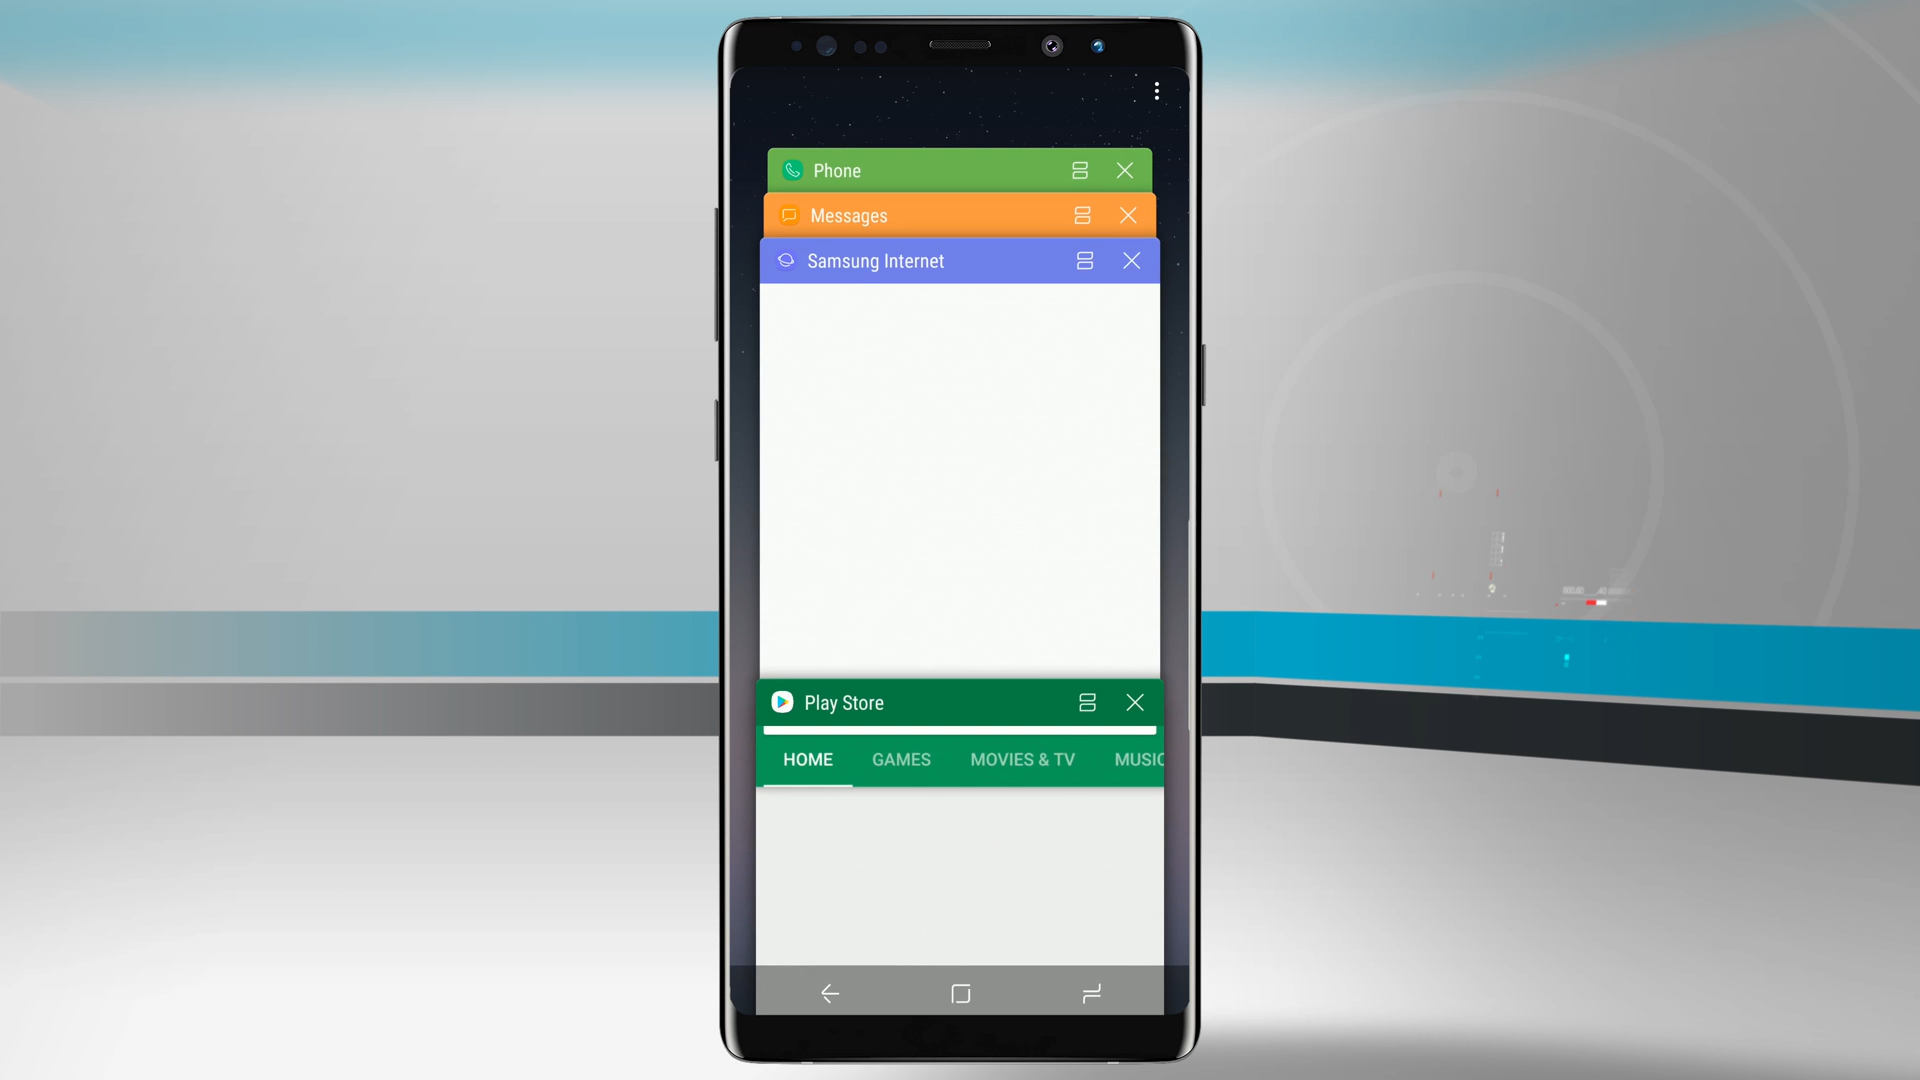 Phone
Messages
Samsung Internet
Play Store
HOME GAMES MOVIES & TV MUSIC